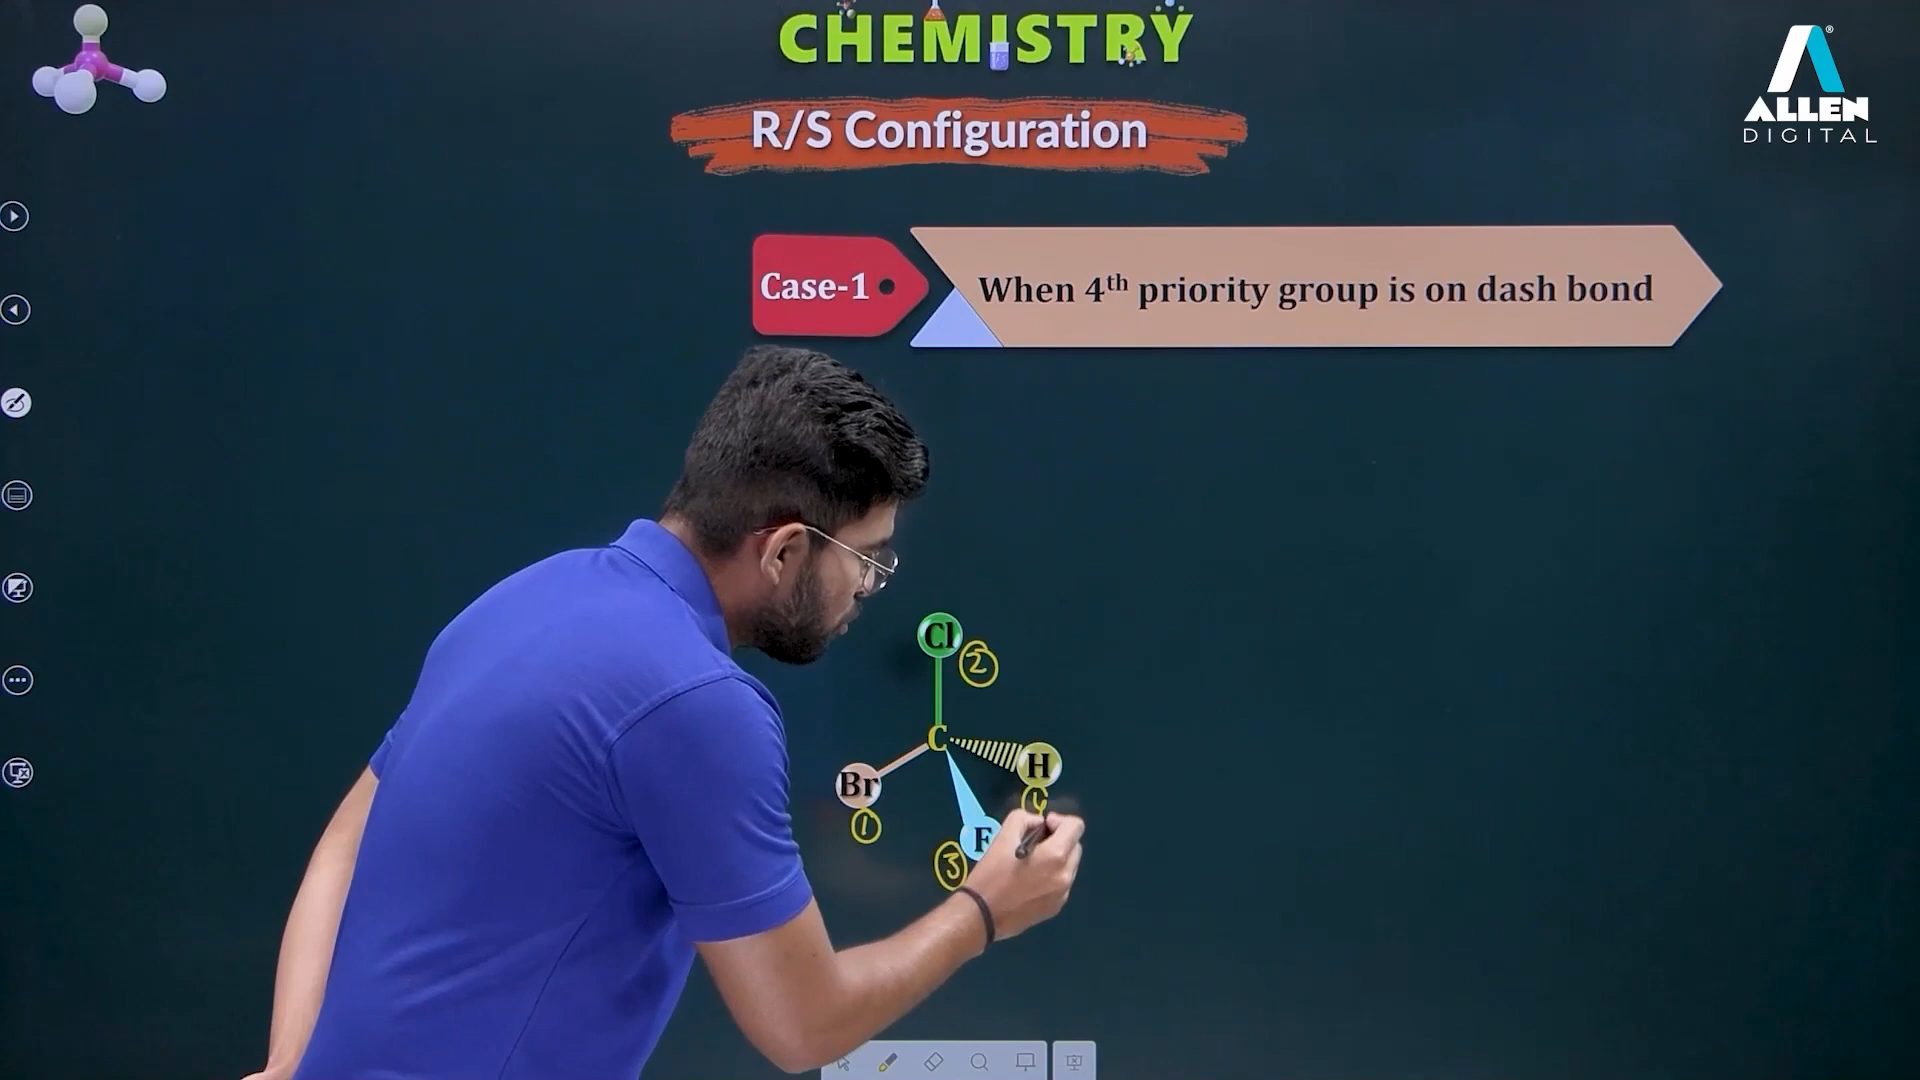 CHEMISTRY
R/S Configuration
ALLEN
DIGITAL
®
Case-1
When 4th priority group is on dash bond
Cl
2
C
H
Br
4
1
F
3